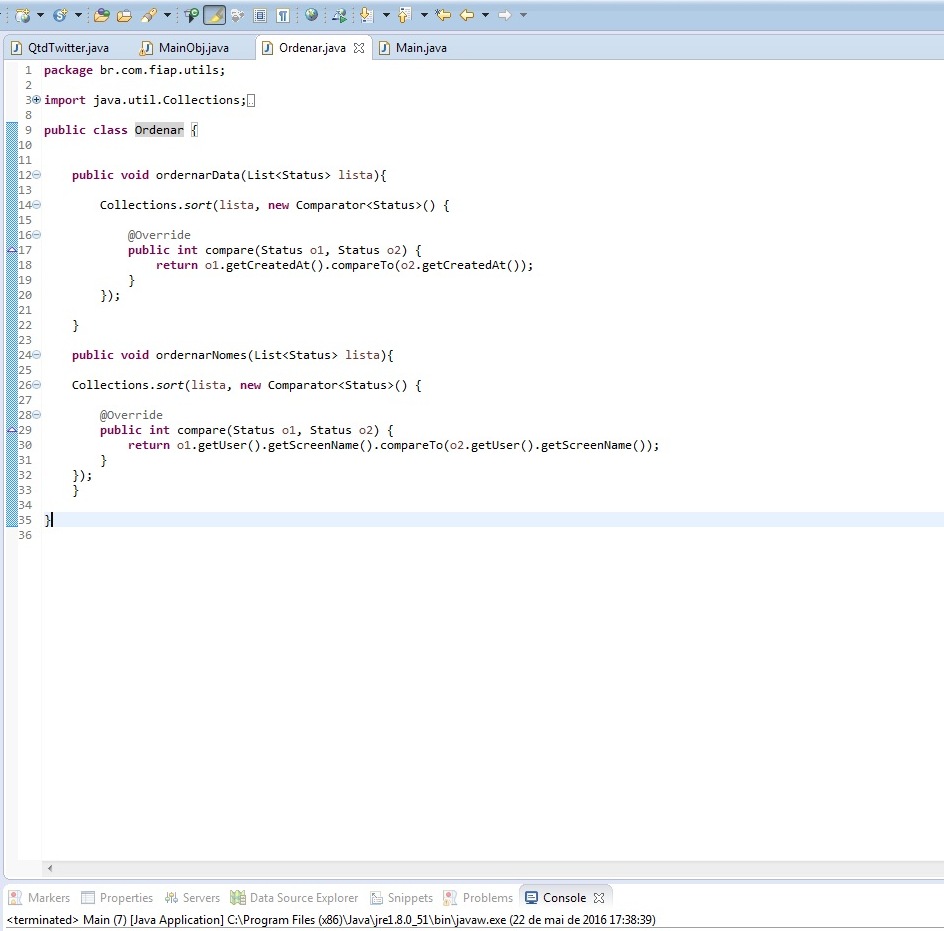 QtdTwitter.java MainObj.java Ordenar.java Main.java
1 package br.com.fiap.utils;
2
3 import java.util.Collections;
8
9 public class Ordenar {
10
11
12 public void ordernarData(List<Status> lista){
13
14 Collections.sort(lista, new Comparator<Status>() {
15
16 @Override
17 public int compare(Status o1, Status o2) {
18 return o1.getCreatedAt().compareTo(o2.getCreatedAt());
19 }
20 });
21
22 }
23
24 public void ordernarNomes(List<Status> lista){
25
26 Collections.sort(lista, new Comparator<Status>() {
27
28 @Override
29 public int compare(Status o1, Status o2) {
30 return o1.getUser().getScreenName().compareTo(o2.getUser().getScreenName());
31 }
32 });
33 }
34
35 }
36
Markers Properties Servers Data Source Explorer Snippets Problems Console
<terminated> Main (7) [Java Application] C:\Program Files (x86)\Java\jre1.8.0_51\bin\javaw.exe (22 de mai de 2016 17:38:39)